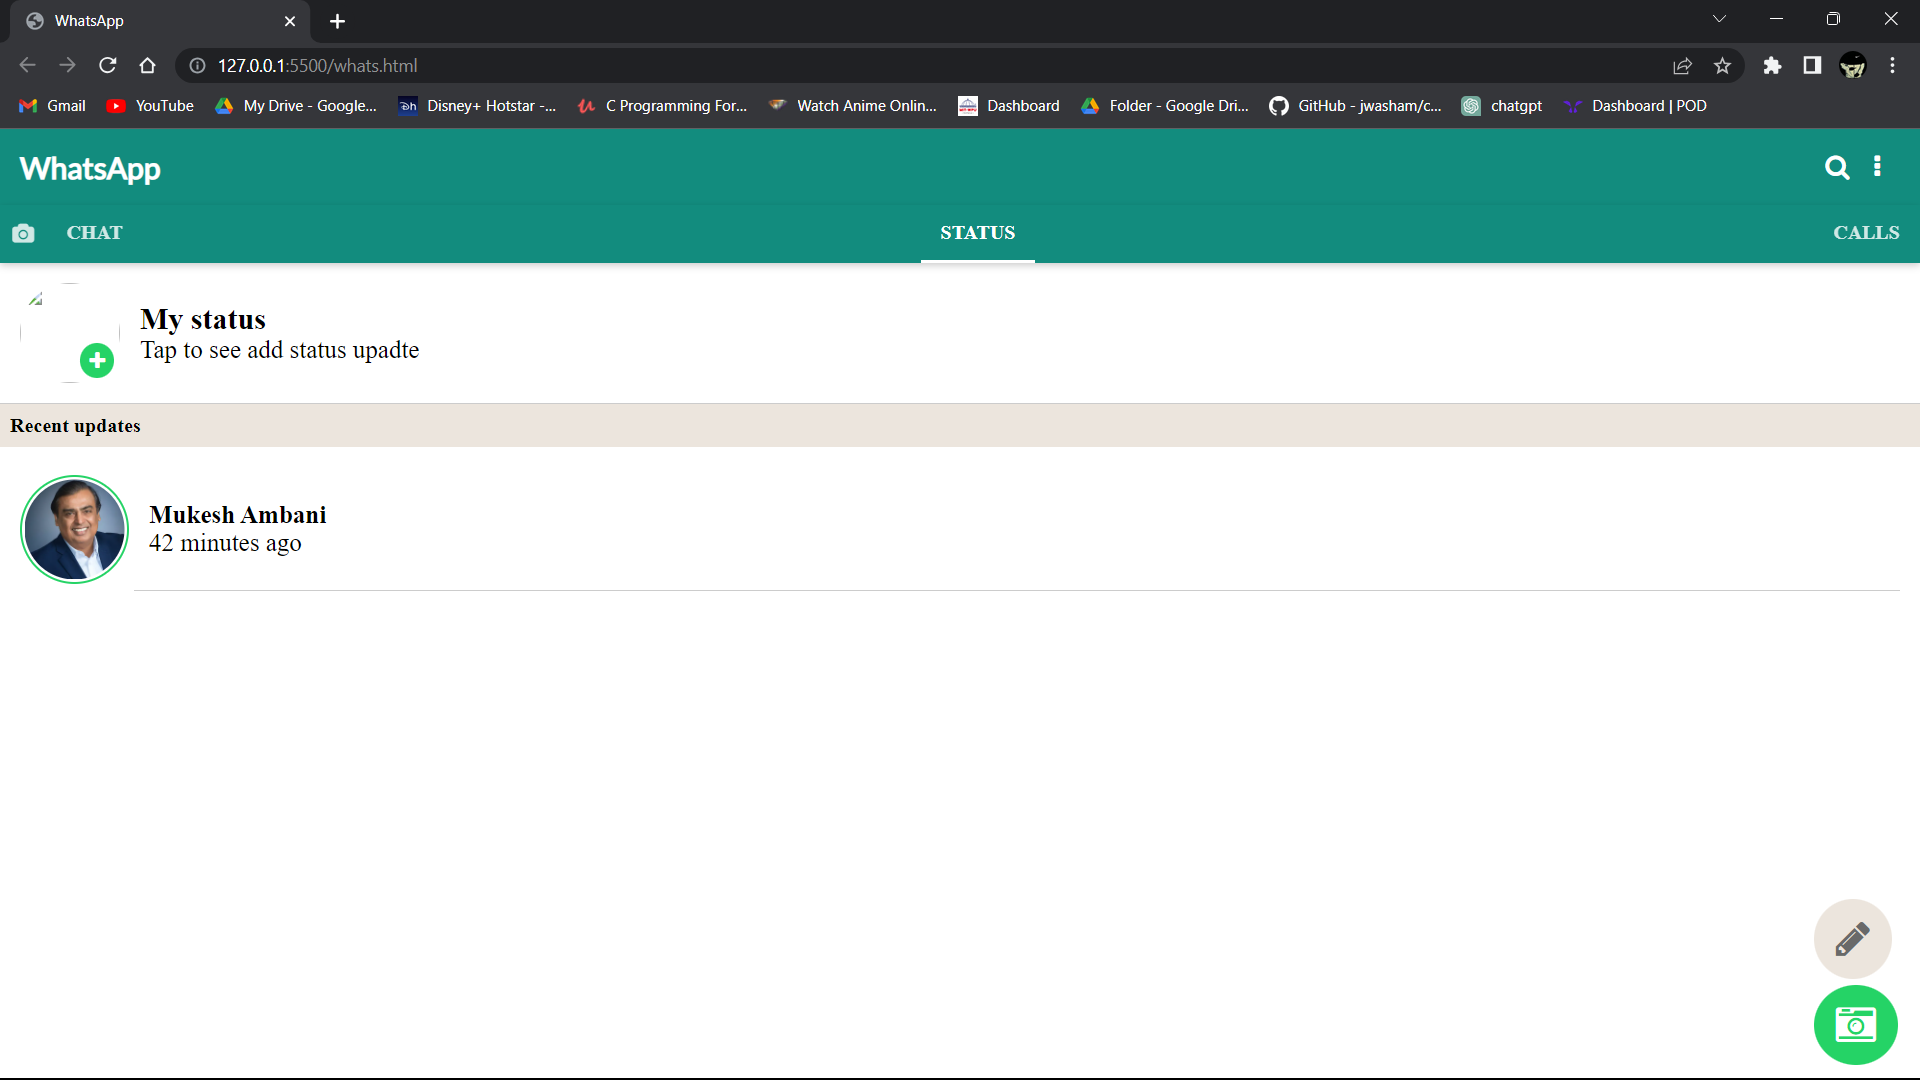 WhatsApp
127.0.0.1:5500/whats.html
Gmail YouTube My Drive - Google... Disney+ Hotstar -... C Programming For... Watch Anime Onlin... Dashboard Folder - Google Dri... GitHub - jwasham/c... chatgpt Dashboard | POD
WhatsApp
CHAT STATUS CALLS
My status
Tap to see add status upadte
Recent updates
Mukesh Ambani
42 minutes ago